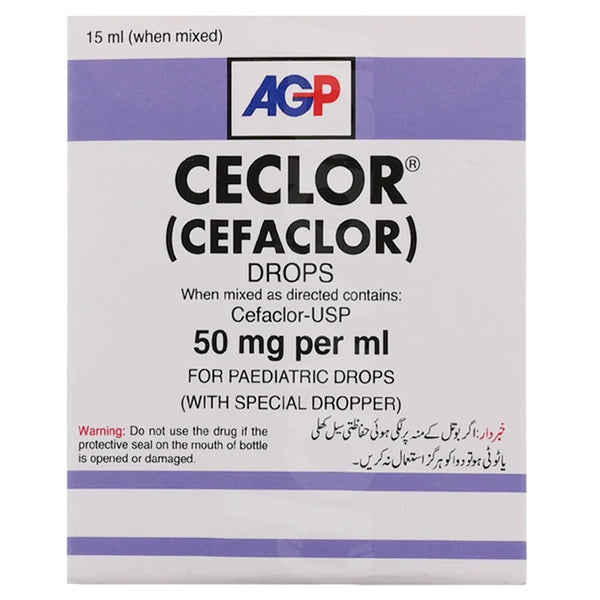 15 ml (when mixed)
AGP
CECLOR®
(CEFACLOR)
DROPS
When mixed as directed contains:
Cefaclor-USP
50 mg per ml
FOR PAEDIATRIC DROPS
(WITH SPECIAL DROPPER)
Warning: Do not use the drug if the
protective seal on the mouth of bottle
is opened or damaged.
خبردار: اگر بوتل کے منہ پر لگی ہوئی حفاظتی سیل کھلی
یا ٹوٹی ہو تو دوا کو ہرگز استعمال نہ کریں۔